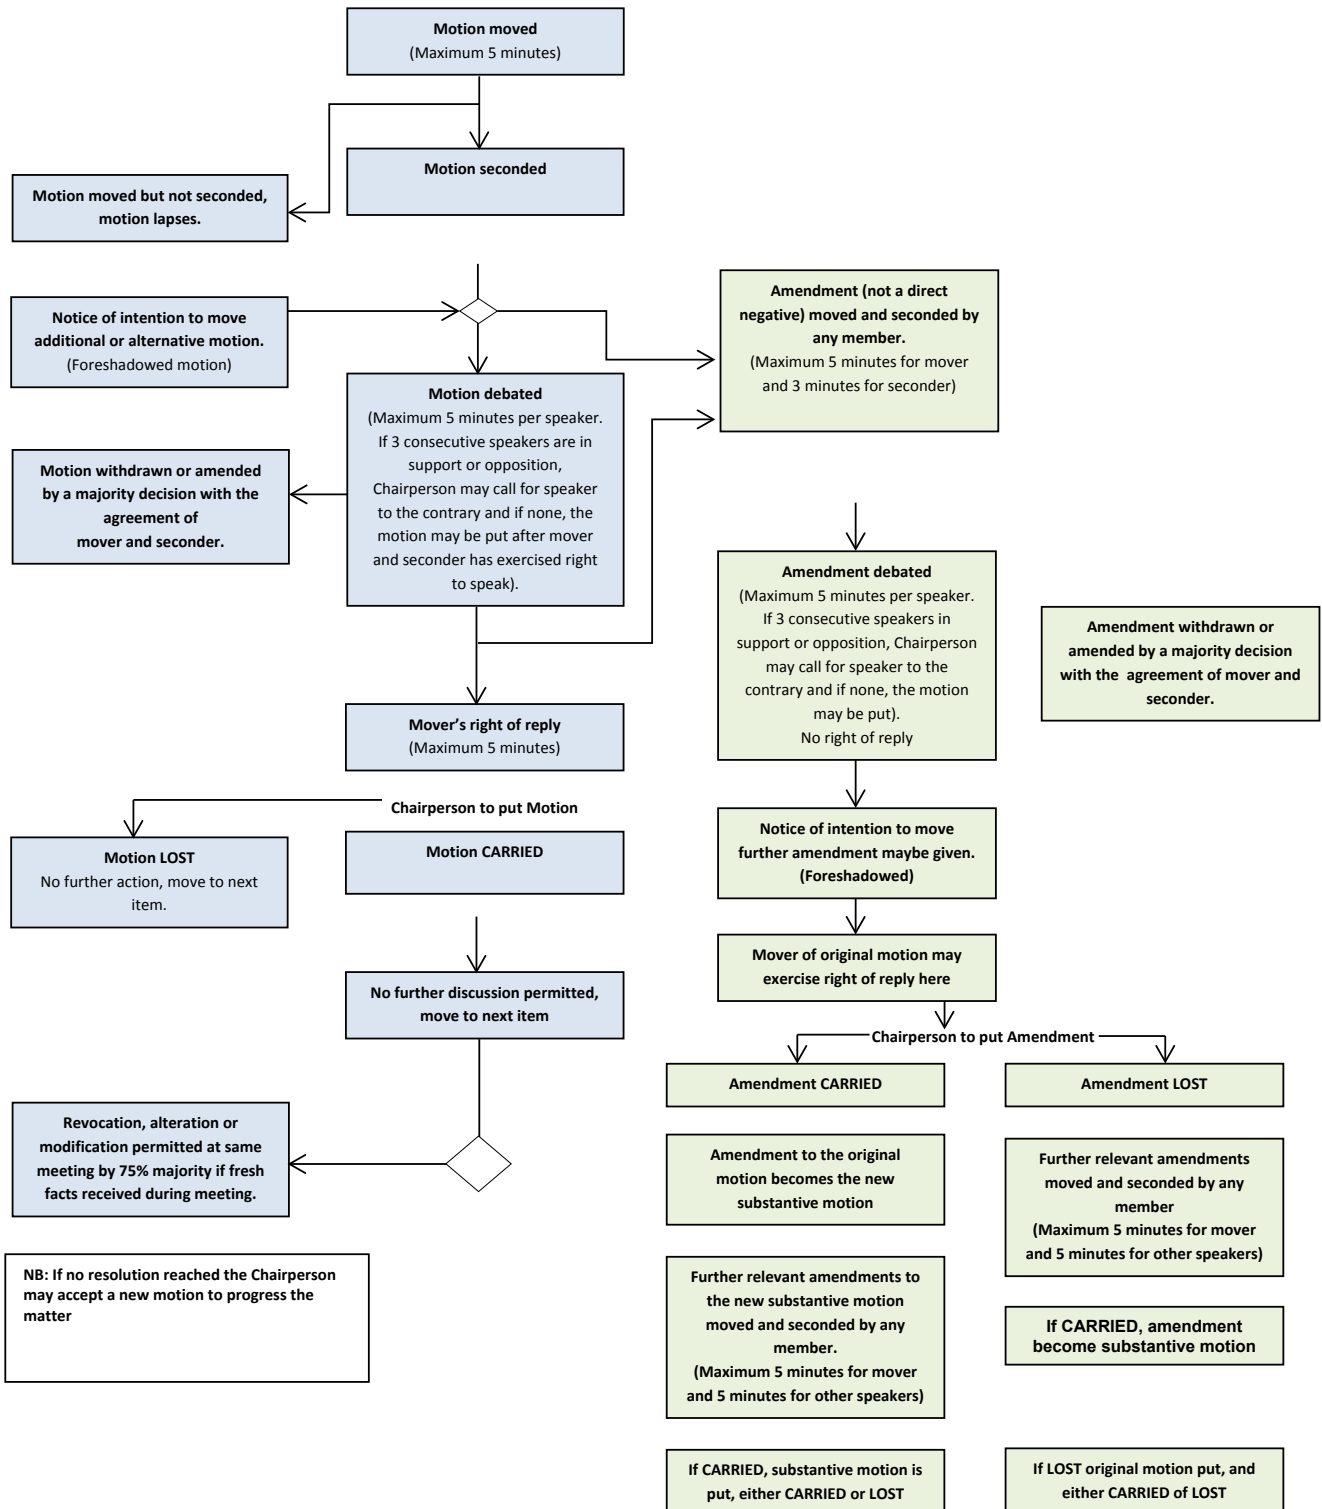 Motion moved
(Maximum 5 minutes)
Motion seconded
Motion moved but not seconded,
motion lapses.
Notice of intention to move
additional or alternative motion.
(Foreshadowed motion)
Amendment (not a direct
negative) moved and seconded by
any member.
(Maximum 5 minutes for mover
and 3 minutes for seconder)
Motion debated
(Maximum 5 minutes per speaker.
If 3 consecutive speakers are in
support or opposition,
Chairperson may call for speaker
to the contrary and if none, the
motion may be put after mover
and seconder has exercised right
to speak).
Motion withdrawn or amended
by a majority decision with the
agreement of
mover and seconder.
Amendment debated
(Maximum 5 minutes per speaker.
If 3 consecutive speakers in
support or opposition, Chairperson
may call for speaker to the
contrary and if none, the motion
may be put).
No right of reply
Amendment withdrawn or
amended by a majority decision
with the  agreement of mover and
seconder.
Mover’s right of reply
(Maximum 5 minutes)
Chairperson to put Motion
Motion LOST
No further action, move to next
item.
Motion CARRIED
Notice of intention to move
further amendment maybe given.
(Foreshadowed)
Mover of original motion may
exercise right of reply here
No further discussion permitted,
move to next item
Chairperson to put Amendment
Amendment CARRIED
Amendment LOST
Revocation, alteration or
modification permitted at same
meeting by 75% majority if fresh
facts received during meeting.
Amendment to the original
motion becomes the new
substantive motion
Further relevant amendments
moved and seconded by any
member
(Maximum 5 minutes for mover
and 5 minutes for other speakers)
NB: If no resolution reached the Chairperson
may accept a new motion to progress the
matter
Further relevant amendments to
the new substantive motion
moved and seconded by any
member.
(Maximum 5 minutes for mover
and 5 minutes for other speakers)
If CARRIED, amendment
become substantive motion
If CARRIED, substantive motion is
put, either CARRIED or LOST
If LOST original motion put, and
either CARRIED of LOST